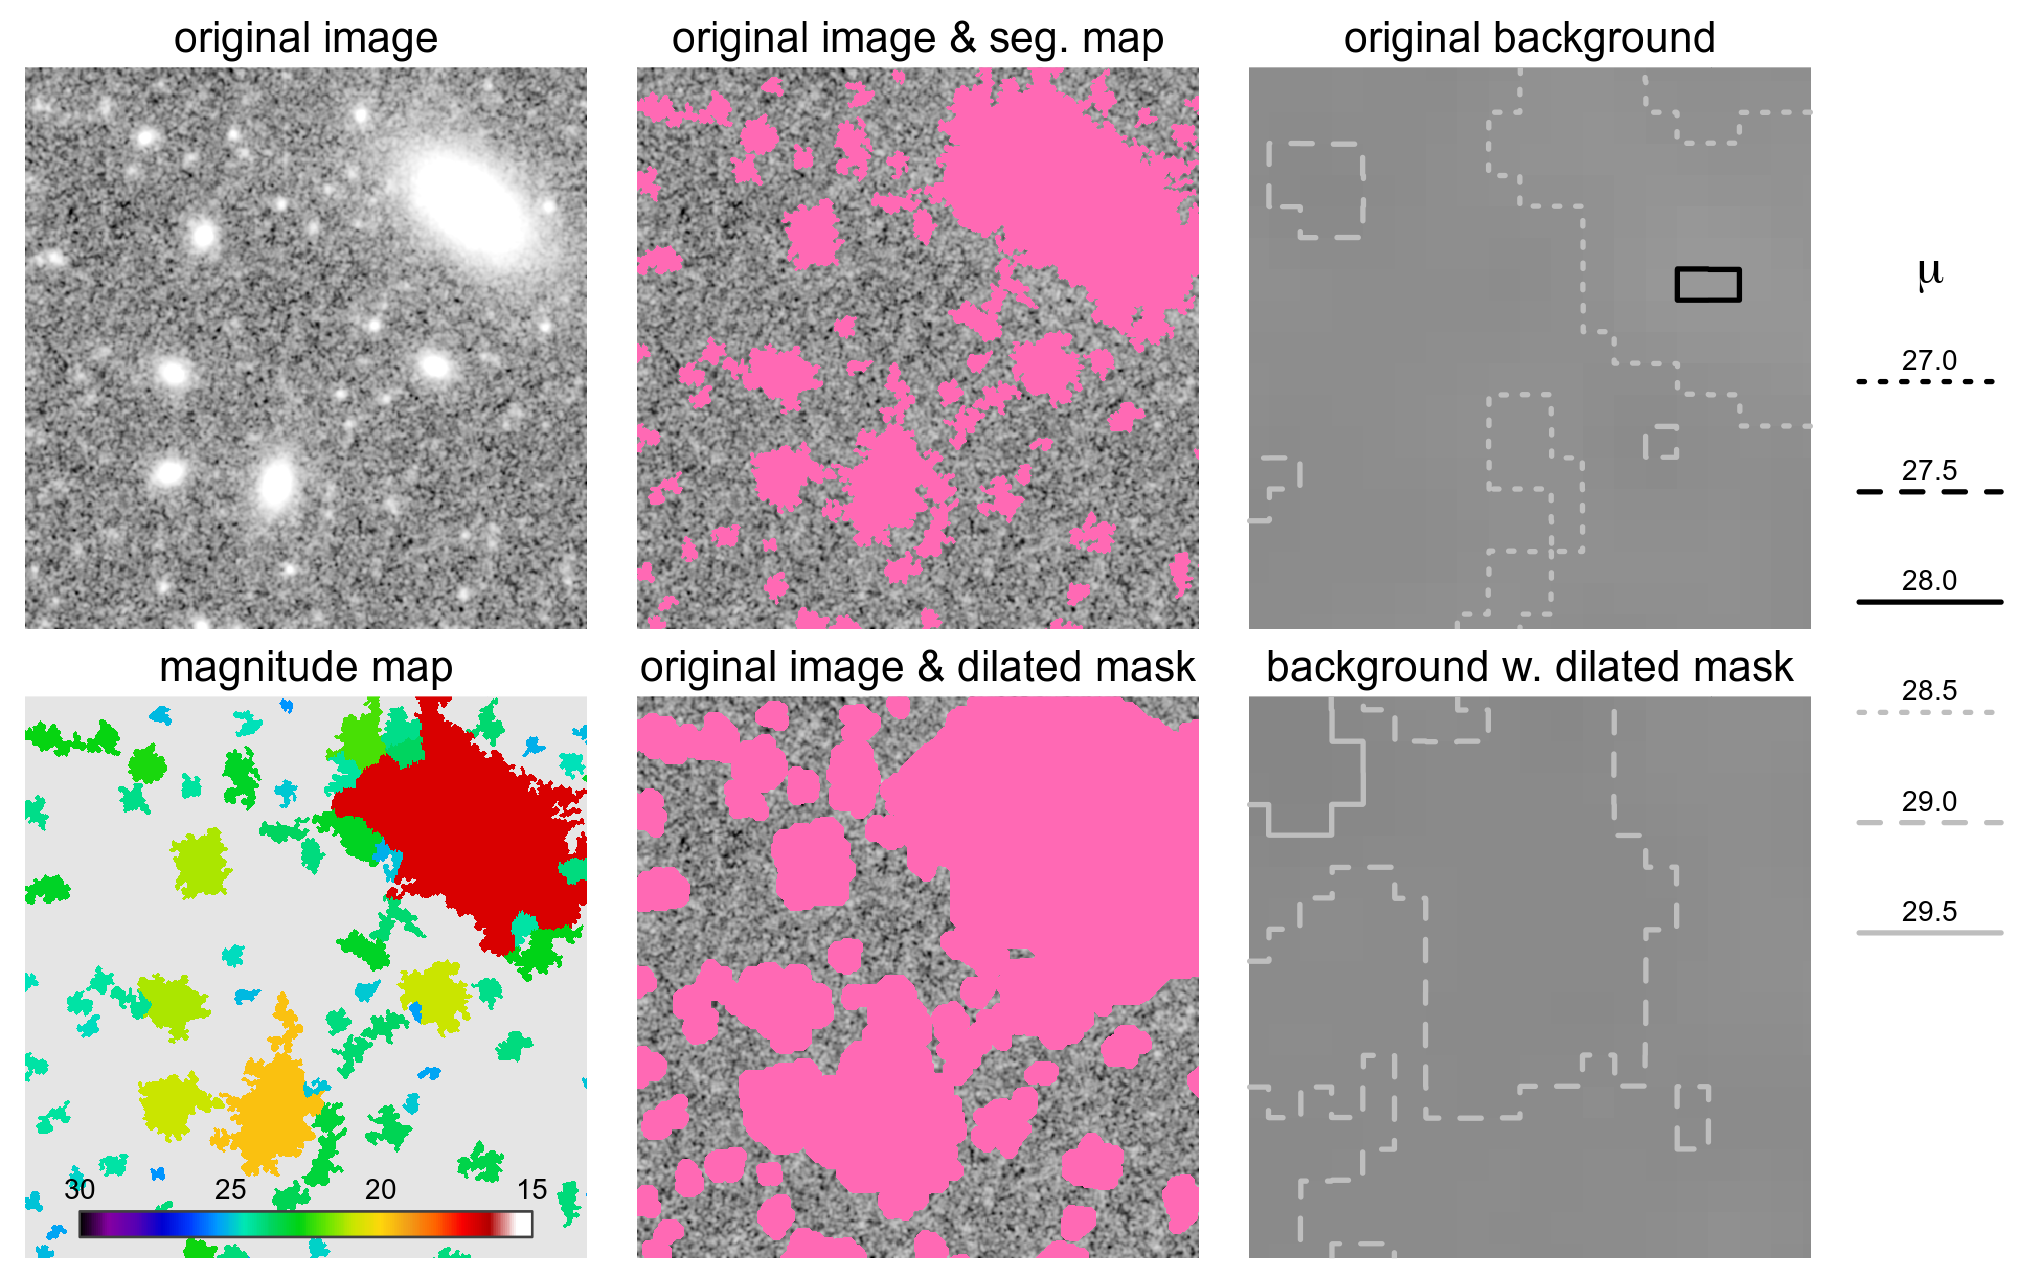 original image
original image & seg. map
original background
μ
27.0
27.5
28.0
28.5
29.0
29.5
magnitude map
original image & dilated mask
background w. dilated mask
30 25 20 15